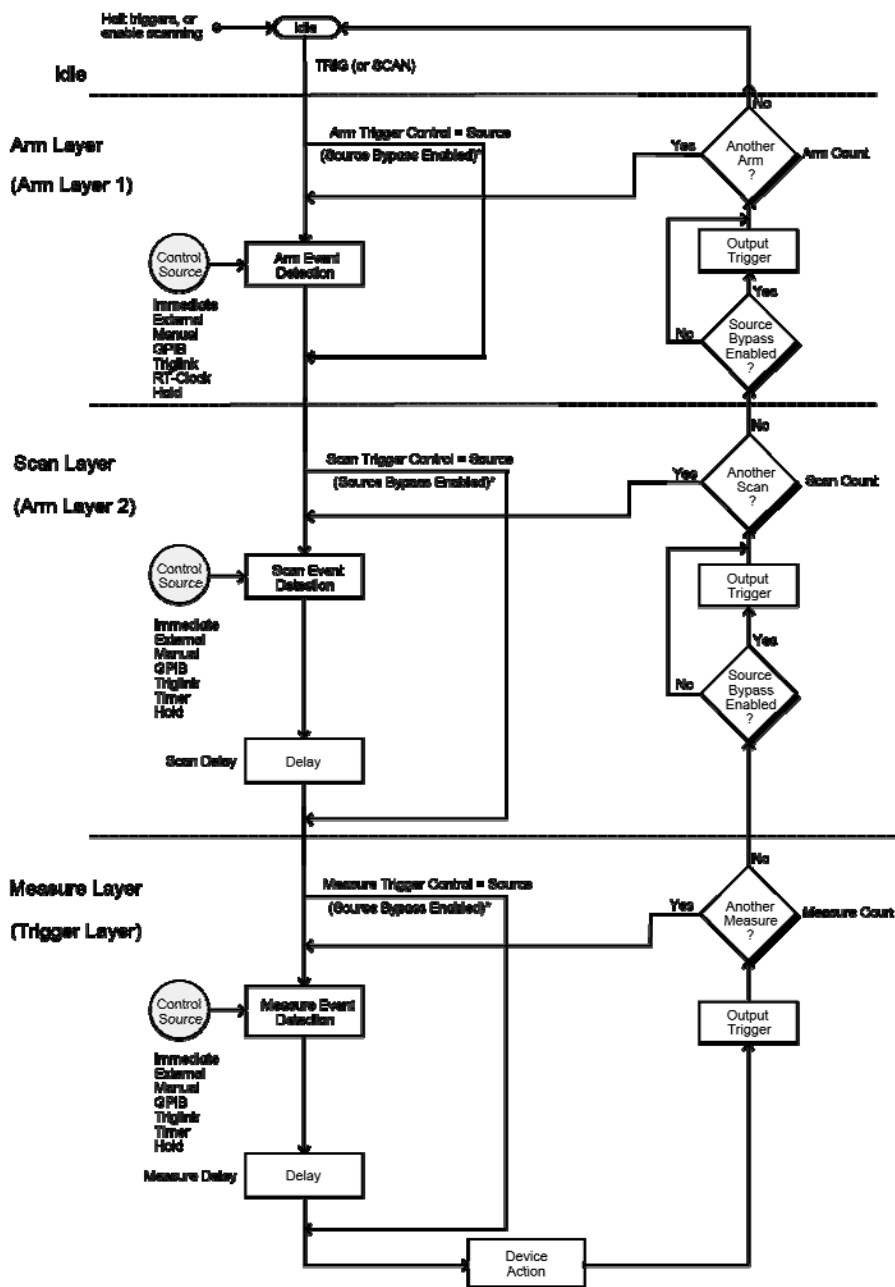 Halt triggers, or
enable scanning
Idle
TRIG (or SCAN)
Idle
No
Arm Layer
(Arm Layer 1)
Arm Trigger Control = Source
(Source Bypass Enabled)*
Yes
Another
Arm
?
Arm Count
Control
Source
Arm Event
Detection
Output
Trigger
Immediate
External
Manual
GPIB
Triglink
RT-Clock
Hold
Yes
No
Source
Bypass
Enabled
?
No
Scan Layer
(Arm Layer 2)
Scan Trigger Control = Source
(Source Bypass Enabled)*
Yes
Another
Scan
?
Scan Count
Control
Source
Scan Event
Detection
Output
Trigger
Immediate
External
Manual
GPIB
Triglink
Timer
Hold
Yes
No
Source
Bypass
Enabled
?
Scan Delay
Delay
No
Measure Layer
(Trigger Layer)
Measure Trigger Control = Source
(Source Bypass Enabled)*
Yes
Another
Measure
?
Measure Count
Control
Source
Measure Event
Detection
Output
Trigger
Immediate
External
Manual
GPIB
Triglink
Timer
Hold
Measure Delay
Delay
Device
Action